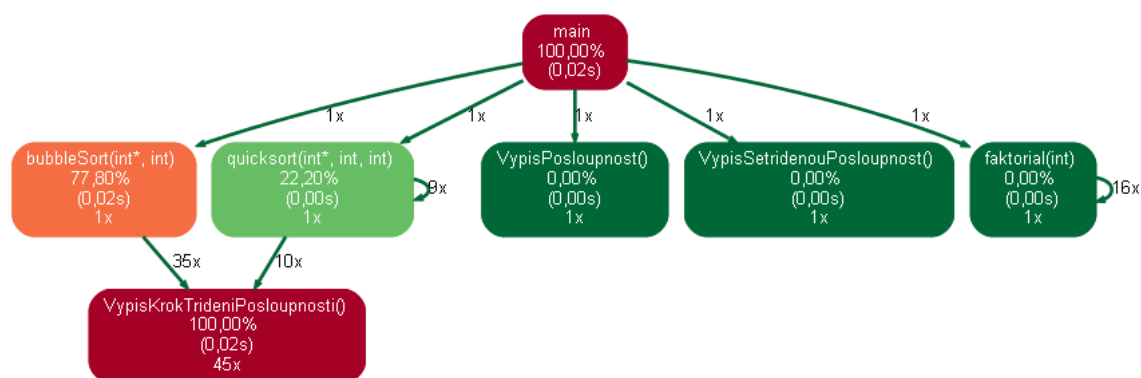 main
100,00%
(0,02s)
1x
1x
1x
1x
1x
bubbleSort(int*, int)
77,80%
(0,02s)
1x
quicksort(int*, int, int)
22,20%
(0,00s)
1x
9x
VypisPosloupnost()
0,00%
(0,00s)
1x
VypisSetridenouPosloupnost()
0,00%
(0,00s)
1x
faktorial(int)
0,00%
(0,00s)
1x
16x
35x
10x
VypisKrokTrideniPosloupnosti()
100,00%
(0,02s)
45x